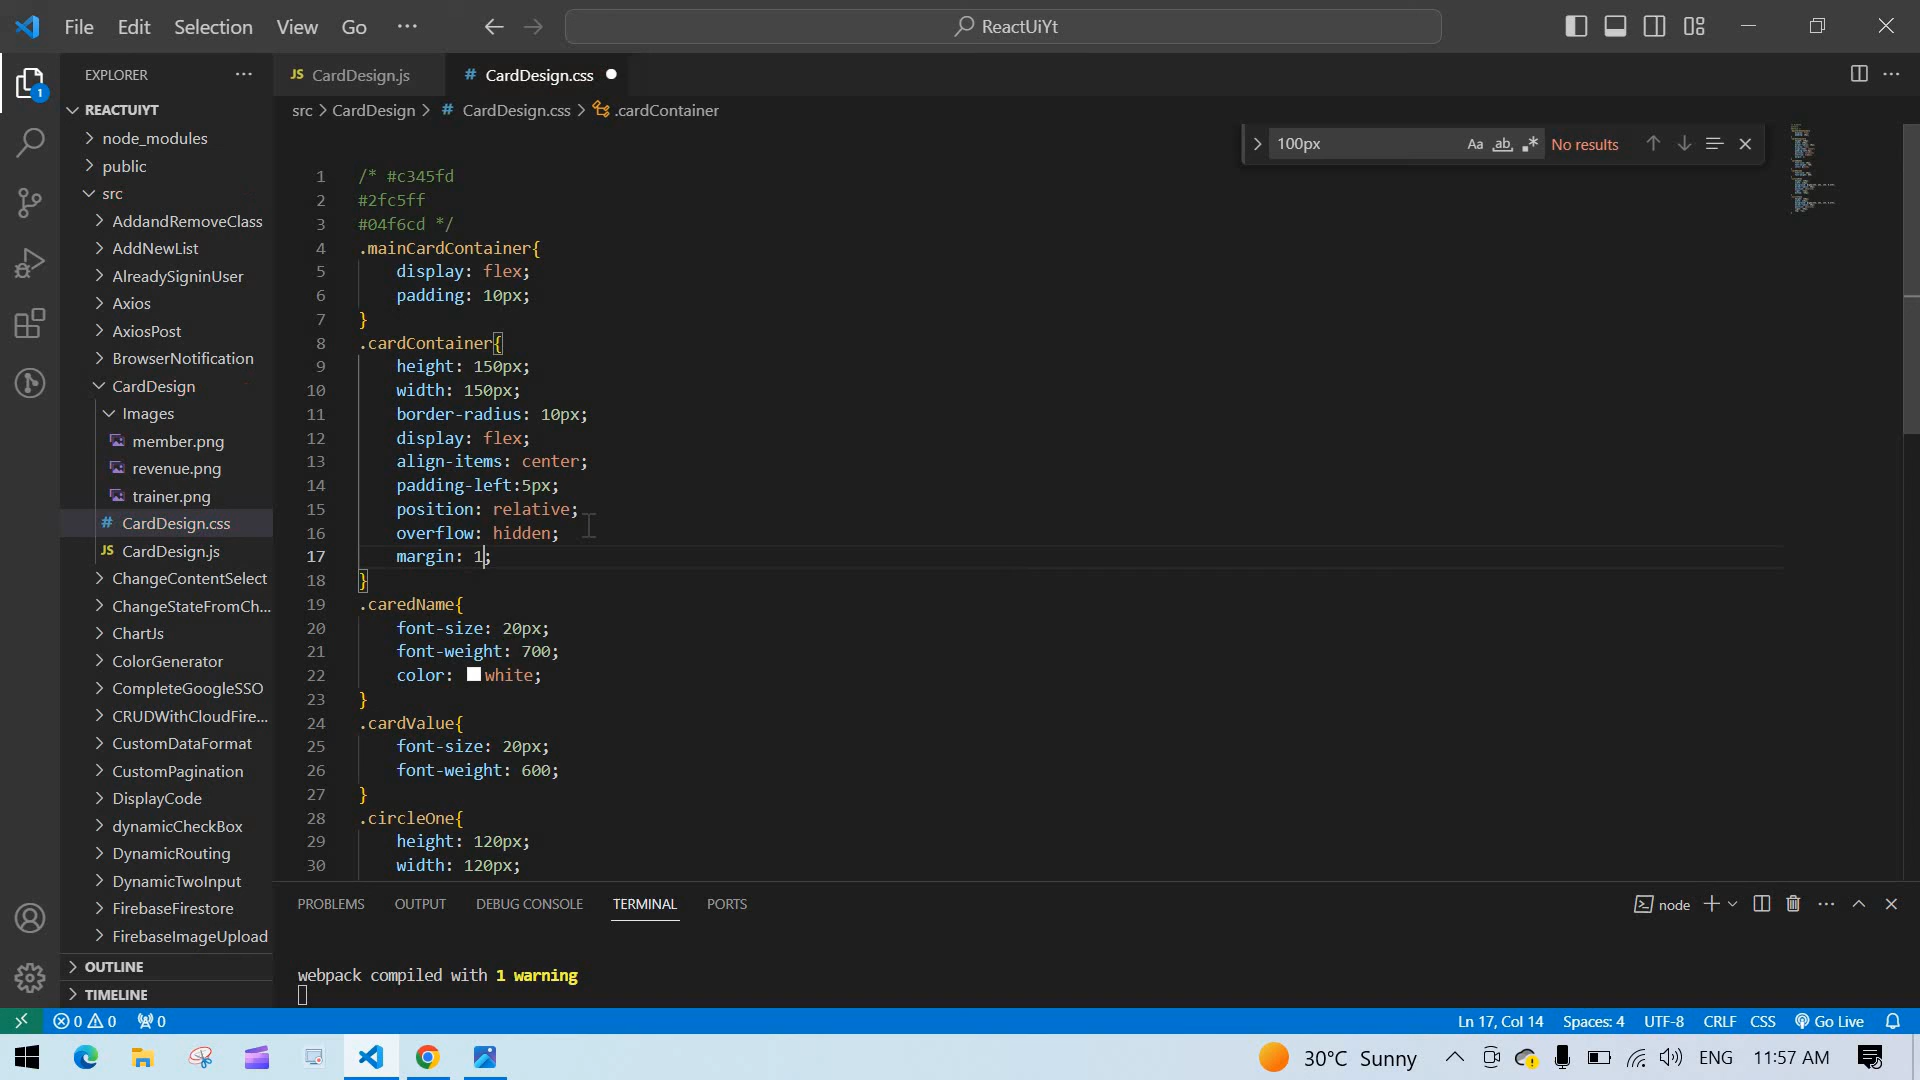 File Edit Selection View Go ··· ReactUiYt
EXPLORER ···
JS CardDesign.js # CardDesign.css
src > CardDesign > # CardDesign.css > .cardContainer
> 100px Aa ab No results
REACTUIYT
node_modules
public
src
AddandRemoveClass
AddNewList
AlreadySigninUser
Axios
AxiosPost
BrowserNotification
CardDesign
Images
member.png
revenue.png
trainer.png
# CardDesign.css
JS CardDesign.js
ChangeContentSelect
ChangeStateFromCh...
ChartJs
ColorGenerator
CompleteGoogleSSO
CRUDWithCloudFire...
CustomDataFormat
CustomPagination
DisplayCode
dynamicCheckBox
DynamicRouting
DynamicTwoInput
FirebaseFirestore
FirebaseImageUpload
OUTLINE
TIMELINE
1 /* #c345fd
2 #2fc5ff
3 #04f6cd */
4 .mainCardContainer{
5 display: flex;
6 padding: 10px;
7 }
8 .cardContainer{
9 height: 150px;
10 width: 150px;
11 border-radius: 10px;
12 display: flex;
13 align-items: center;
14 padding-left:5px;
15 position: relative;
16 overflow: hidden;
17 margin: 1;
18 }
19 .caredName{
20 font-size: 20px;
21 font-weight: 700;
22 color: white;
23 }
24 .cardValue{
25 font-size: 20px;
26 font-weight: 600;
27 }
28 .circleOne{
29 height: 120px;
30 width: 120px;
PROBLEMS OUTPUT DEBUG CONSOLE TERMINAL PORTS node
webpack compiled with 1 warning
0 0 0 Ln 17, Col 14 Spaces: 4 UTF-8 CRLF CSS Go Live
30°C Sunny ENG 11:57 AM
1